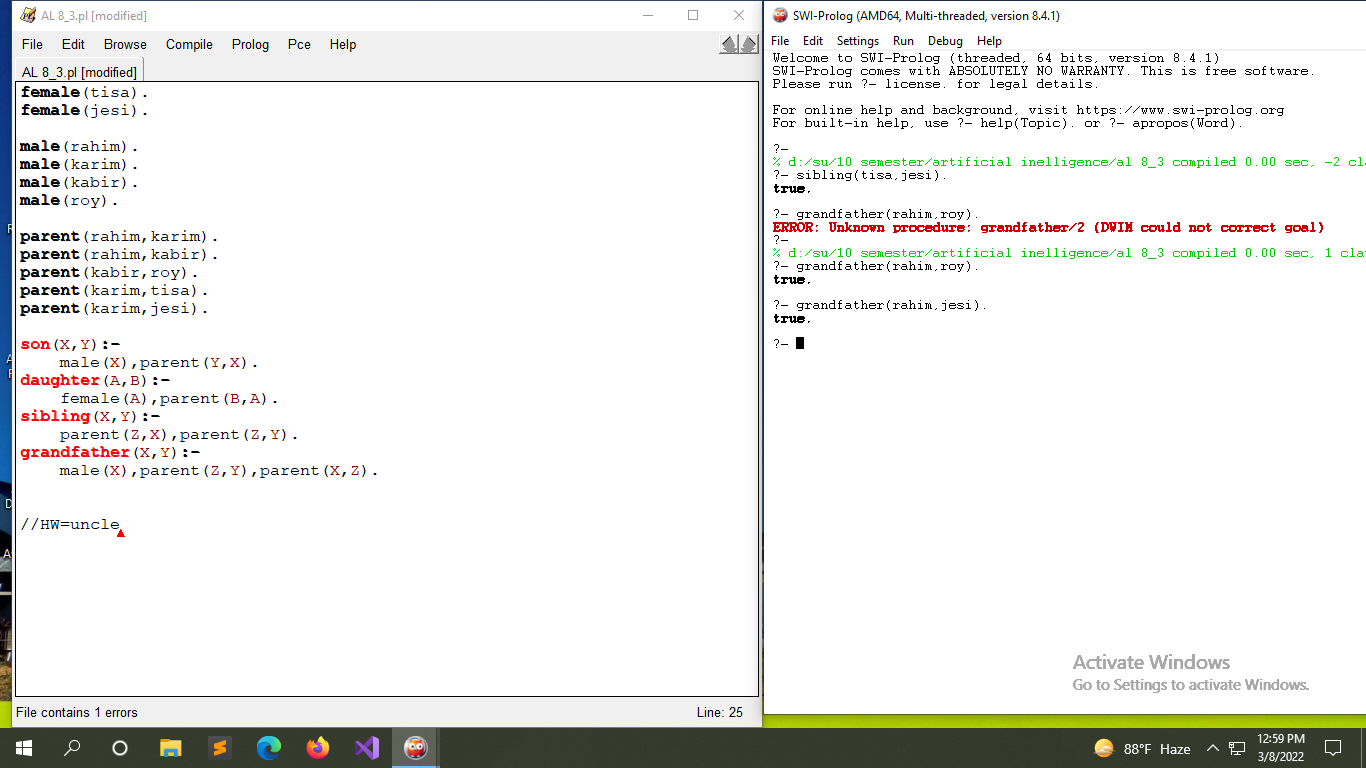 AL 8_3.pl [modified]
File Edit Browse Compile Prolog Pce Help
AL 8_3.pl [modified]
female(tisa).
female(jesi).
male(rahim).
male(karim).
male(kabir).
male(roy).
parent(rahim,karim).
parent(rahim,kabir).
parent(kabir,roy).
parent(karim,tisa).
parent(karim,jesi).
son(X,Y):-
male(X),parent(Y,X).
daughter(A,B):-
female(A),parent(B,A).
sibling(X,Y):-
parent(Z,X),parent(Z,Y).
grandfather(X,Y):-
male(X),parent(Z,Y),parent(X,Z).
//HW=uncle
File contains 1 errors
Line: 25
SWI-Prolog (AMD64, Multi-threaded, version 8.4.1)
File Edit Settings Run Debug Help
Welcome to SWI-Prolog (threaded, 64 bits, version 8.4.1)
SWI-Prolog comes with ABSOLUTELY NO WARRANTY. This is free software.
Please run ?- license. for legal details.
For online help and background, visit https://www.swi-prolog.org
For built-in help, use ?- help(Topic). or ?- apropos(Word).
?-
% d:/su/10 semester/artificial inelligence/al 8_3 compiled 0.00 sec, -2 cla
?- sibling(tisa,jesi).
true.
?- grandfather(rahim,roy).
ERROR: Unknown procedure: grandfather/2 (DWIM could not correct goal)
?-
% d:/su/10 semester/artificial inelligence/al 8_3 compiled 0.00 sec, 1 clau
?- grandfather(rahim,roy).
true.
?- grandfather(rahim,jesi).
true.
?-
Activate Windows
Go to Settings to activate Windows.
88°F Haze
12:59 PM
3/8/2022